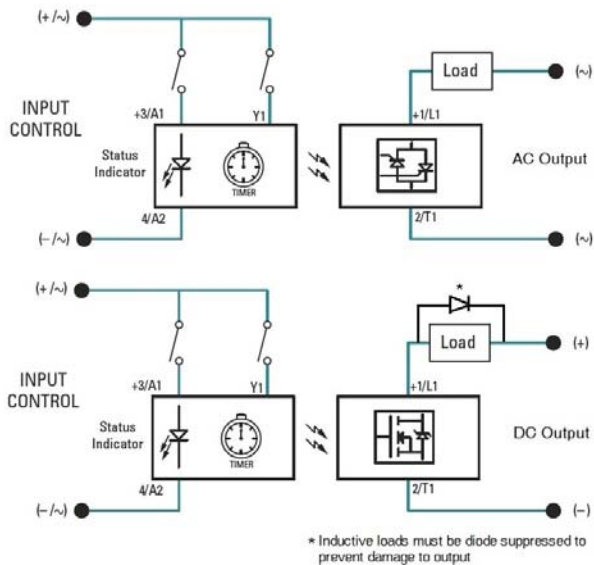 (+/~)
INPUT
CONTROL
+3/A1
Y1
Status
Indicator
TIMER
4/A2
(−/~)
Load
(~)
+1/L1
AC Output
2/T1
(~)
(+/~)
INPUT
CONTROL
+3/A1
Y1
Status
Indicator
TIMER
4/A2
(−/~)
*
Load
(+)
+1/L1
DC Output
2/T1
(−)
* Inductive loads must be diode suppressed to
prevent damage to output